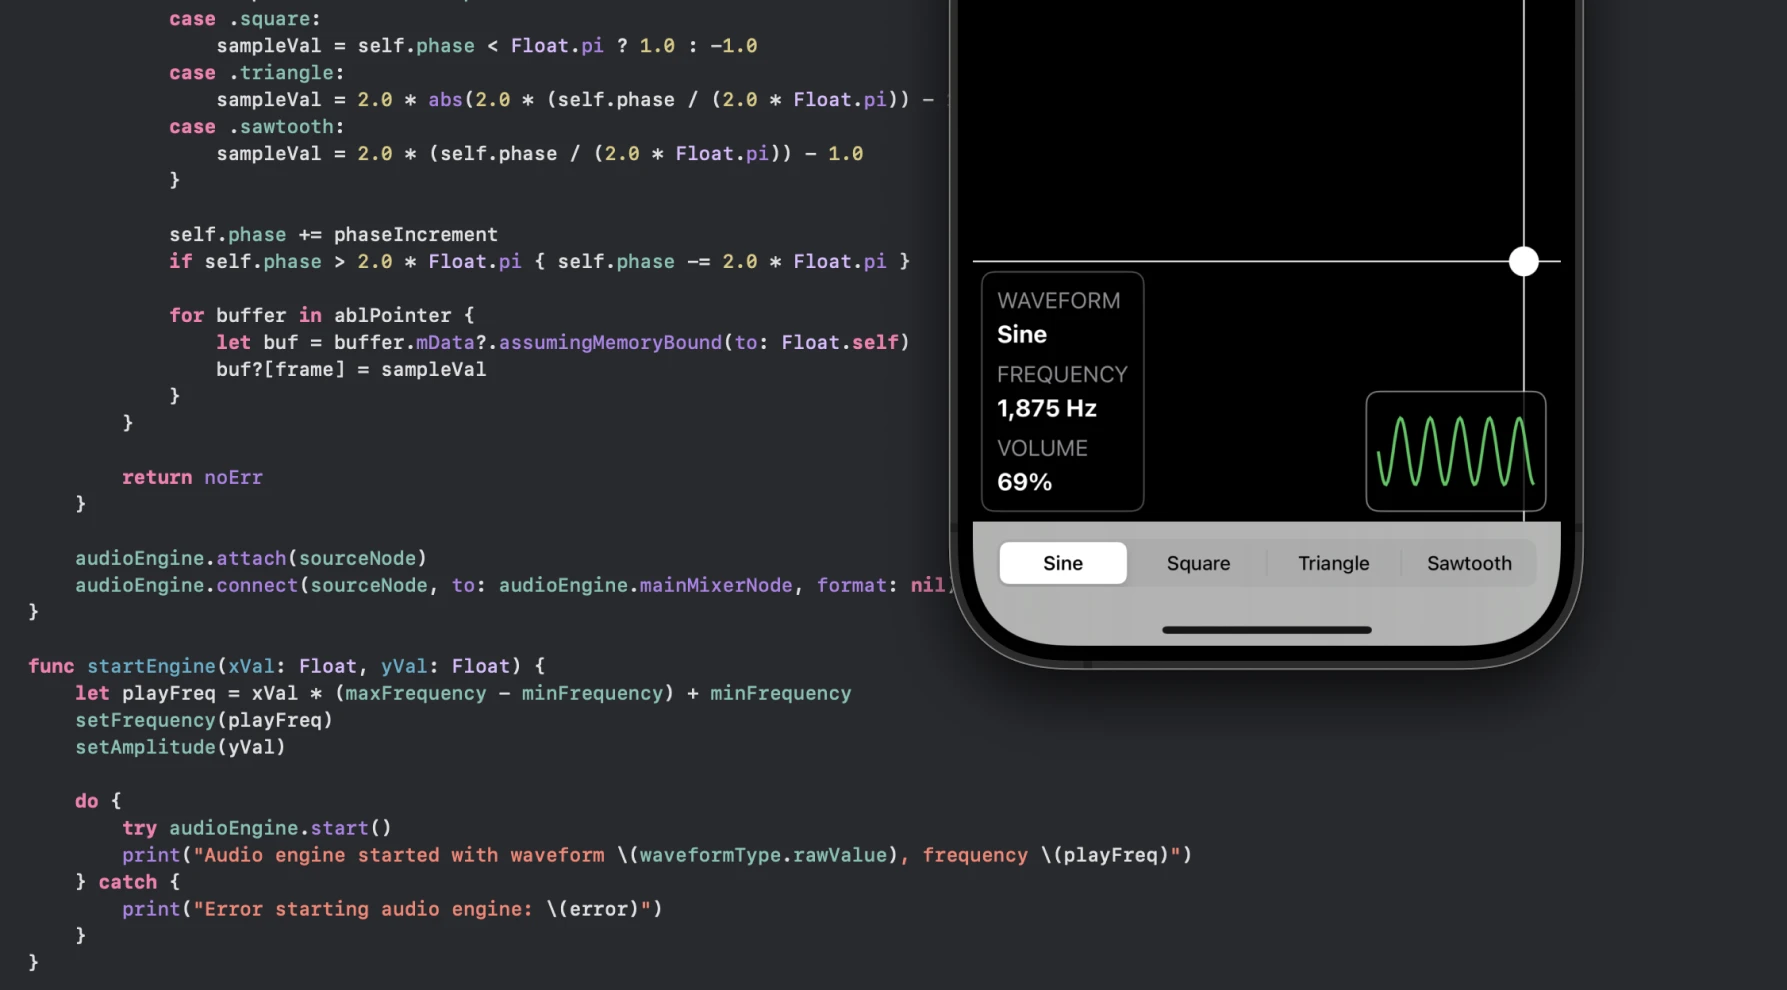 case .square:
sampleVal = self.phase < Float.pi ? 1.0 : -1.0
case .triangle:
sampleVal = 2.0 * abs(2.0 * (self.phase / (2.0 * Float.pi)) -
case .sawtooth:
sampleVal = 2.0 * (self.phase / (2.0 * Float.pi)) - 1.0
}
self.phase += phaseIncrement
if self.phase > 2.0 * Float.pi { self.phase -= 2.0 * Float.pi }
for buffer in ablPointer {
let buf = buffer.mData?.assumingMemoryBound(to: Float.self)
buf?[frame] = sampleVal
}
}
return noErr
}
audioEngine.attach(sourceNode)
audioEngine.connect(sourceNode, to: audioEngine.mainMixerNode, format: nil)
}
func startEngine(xVal: Float, yVal: Float) {
let playFreq = xVal * (maxFrequency - minFrequency) + minFrequency
setFrequency(playFreq)
setAmplitude(yVal)
do {
try audioEngine.start()
print("Audio engine started with waveform \(waveformType.rawValue), frequency \(playFreq)")
} catch {
print("Error starting audio engine: \(error)")
}
}
WAVEFORM
Sine
FREQUENCY
1,875 Hz
VOLUME
69%
Sine Square Triangle Sawtooth